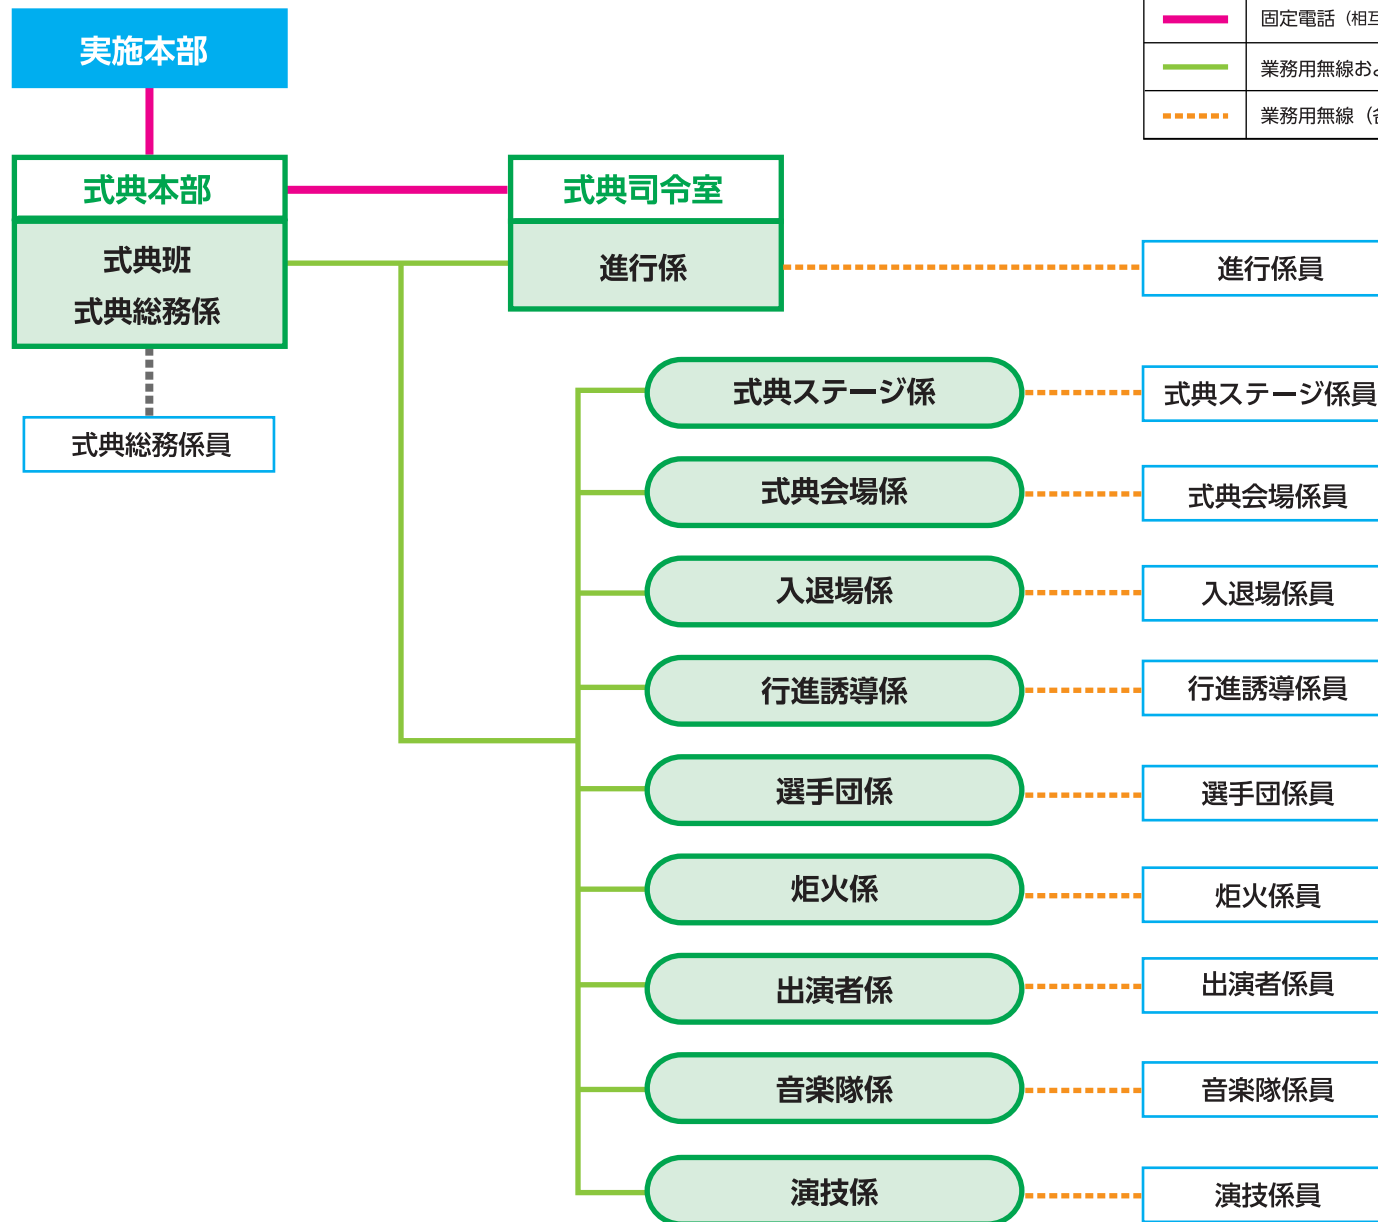 実施本部
固定電話（相互
業務用無線およ
業務用無線（各
式典本部
式典司令室
式典班
式典総務係
進行係
進行係員
式典総務係員
式典ステージ係
式典ステージ係員
式典会場係
式典会場係員
入退場係
入退場係員
行進誘導係
行進誘導係員
選手団係
選手団係員
炬火係
炬火係員
出演者係
出演者係員
音楽隊係
音楽隊係員
演技係
演技係員